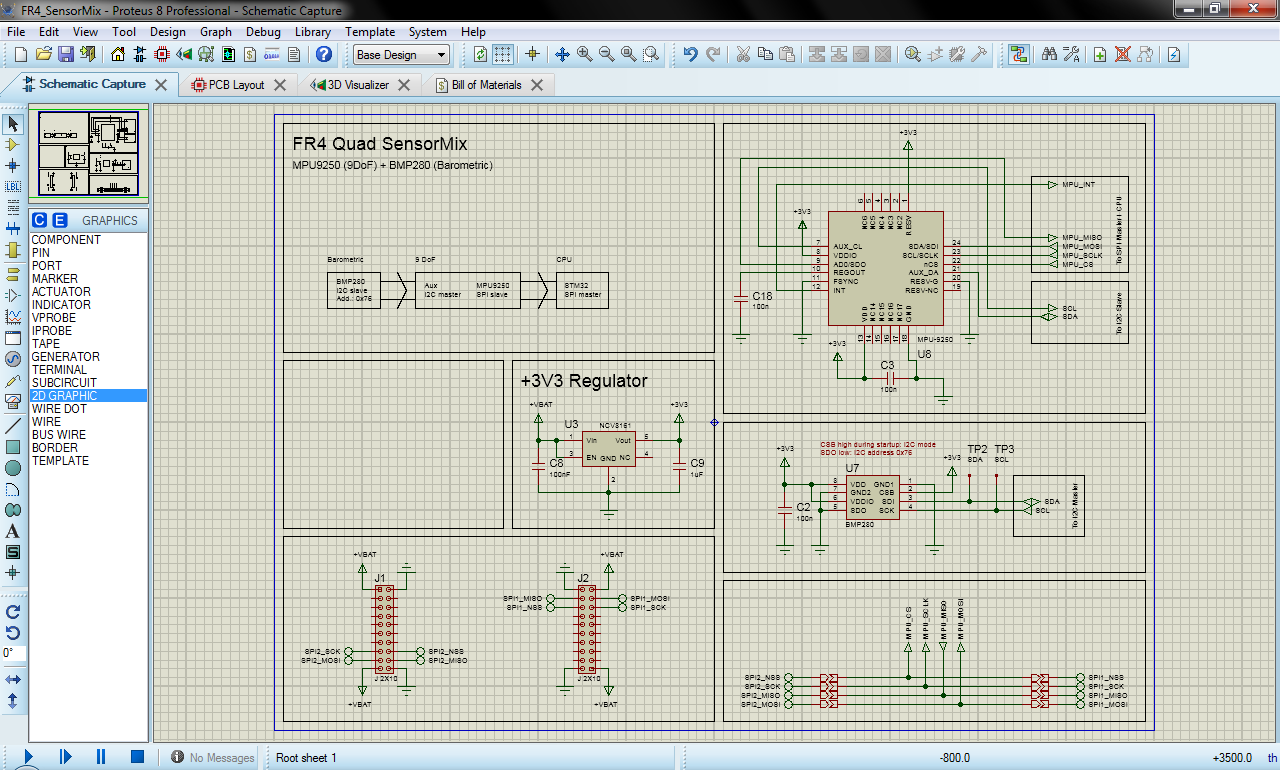 FR4_SensorMix - Proteus 8 Professional - Schematic Capture
File Edit View Tool Design Graph Debug Library Template System Help
Base Design
Schematic Capture
PCB Layout
3D Visualizer
Bill of Materials
LBL
A
S
0°
C E GRAPHICS
COMPONENT
PIN
PORT
MARKER
ACTUATOR
INDICATOR
VPROBE
IPROBE
TAPE
GENERATOR
TERMINAL
SUBCIRCUIT
2D GRAPHIC
WIRE DOT
WIRE
BUS WIRE
BORDER
TEMPLATE
FR4 Quad SensorMix
MPU9250 (9DoF) + BMP280 (Barometric)
Barometric
BMP280
I2C slave
Add.: 0x76
9 DoF
Aux
I2C master
MPU9250
SPI slave
CPU
STM32
SPI master
+3V3 Regulator
+VBAT
+3V3
U3
NCV8161
1
Vin
Vout
5
3
EN
GND
NC
4
2
C8
100nF
C9
1uF
+VBAT
J1
SPI2_SCK
SPI2_MOSI
SPI2_NSS
SPI2_MISO
J 2X10
+VBAT
+VBAT
J2
SPI1_MISO
SPI1_NSS
SPI1_MOSI
SPI1_SCK
J 2X10
+VBAT
+3V3
+3V3
6 5 4 3 2 1
NC6
NC5
NC4
NC3
NC2
RESV
7 AUX_CL
8 VDDIO
9 AD0/SDO
10 REGOUT
11 FSYNC
12 INT
SDA/SDI 24
SCL/SCLK 23
nCS 22
AUX_DA 21
RESV-G 20
RESV-NC 19
VDD
NC14
NC15
NC16
NC17
GND
13 14 15 16 17 18
MPU-9250
U8
C18
100n
+3V3
C3
100n
MPU_INT
MPU_MISO
MPU_MOSI
MPU_SCLK
MPU_CS
To SPI Master / CPU
SCL
SDA
To I2C Slave
CSB high during startup: I2C mode
SDO low: I2C address 0x76
+3V3
U7
8 VDD GND1 1
7 GND2 CSB 2
6 VDDIO SDI 3
5 SDO SCK 4
BMP280
C2
100n
+3V3
TP2
SDA
TP3
SCL
SDA
SCL
To I2C Master
MPU_CS
MPU_SCLK
MPU_MISO
MPU_MOSI
SPI2_NSS
SPI2_SCK
SPI2_MISO
SPI2_MOSI
SPI1_NSS
SPI1_SCK
SPI1_MISO
SPI1_MOSI
No Messages
Root sheet 1
-800.0
+3500.0
th